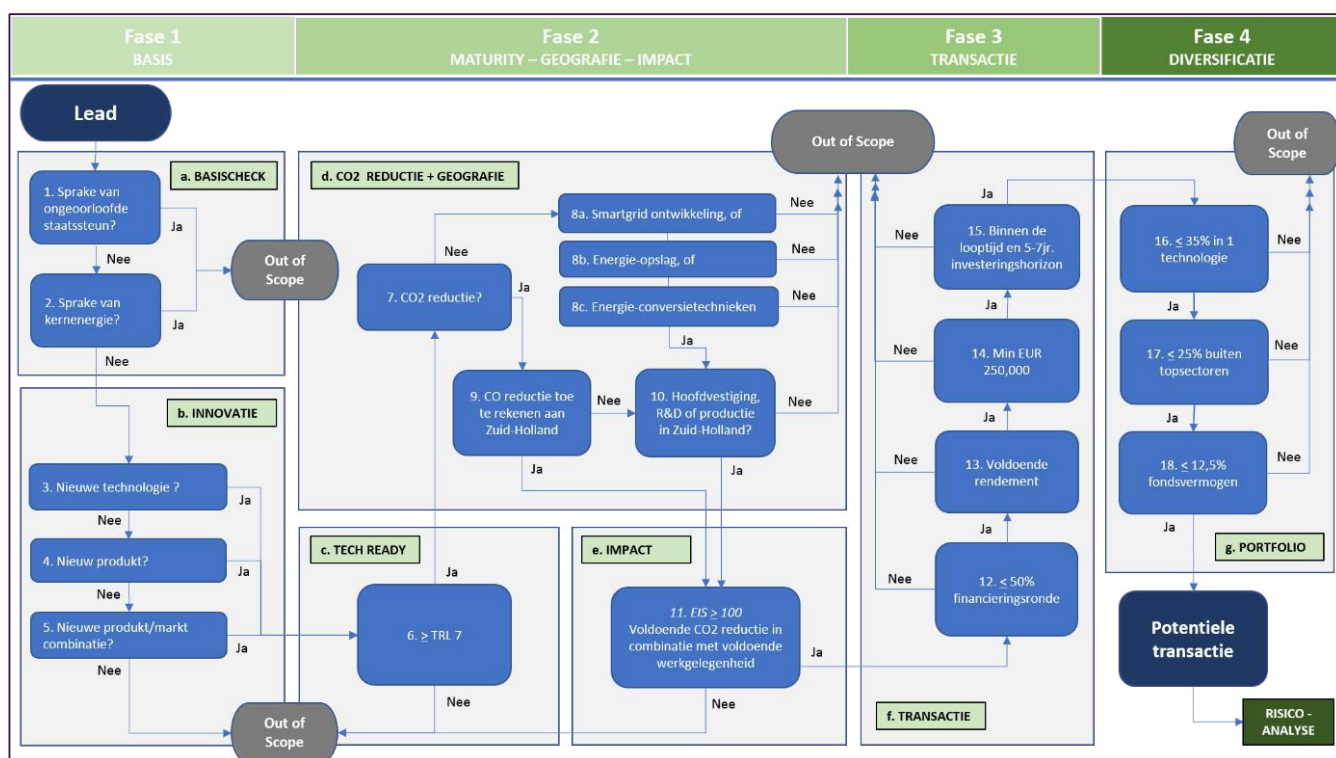 Fase 1
BASIS
Fase 2
MATURITY – GEOGRAFIE – IMPACT
Fase 3
TRANSACTIE
Fase 4
DIVERSIFICATIE
Lead
a. BASISCHECK
1. Sprake van
ongeoorloofde
staatssteun?
Ja
Nee
2. Sprake van
kernenergie?
Ja
Nee
Out of
Scope
b. INNOVATIE
3. Nieuwe technologie ?
Ja
Nee
4. Nieuw produkt?
Ja
Nee
5. Nieuwe produkt/markt
combinatie?
Ja
Nee
Out of
Scope
c. TECH READY
6. ≥ TRL 7
Ja
Nee
d. CO2 REDUCTIE + GEOGRAFIE
7. CO2 reductie?
Nee
Ja
8a. Smartgrid ontwikkeling, of
Nee
8b. Energie-opslag, of
Nee
8c. Energie-conversietechnieken
Nee
Ja
9. CO reductie toe
te rekenen aan
Zuid-Holland
Nee
Ja
10. Hoofdvestiging,
R&D of productie
in Zuid-Holland?
Nee
Ja
e. IMPACT
11. EIS ≥ 100
Voldoende CO2 reductie in
combinatie met voldoende
werkgelegenheid
Ja
Nee
Out of Scope
Ja
15. Binnen de
looptijd en 5-7jr.
investeringshorizon
Nee
Ja
14. Min EUR
250,000
Nee
Ja
13. Voldoende
rendement
Nee
Ja
12. ≤ 50%
financieringsronde
Nee
f. TRANSACTIE
Out of
Scope
16. ≤ 35% in 1
technologie
Nee
Ja
17. ≤ 25% buiten
topsectoren
Nee
Ja
18. ≤ 12,5%
fondsvermogen
Nee
Ja
g. PORTFOLIO
Potentiele
transactie
RISICO -
ANALYSE